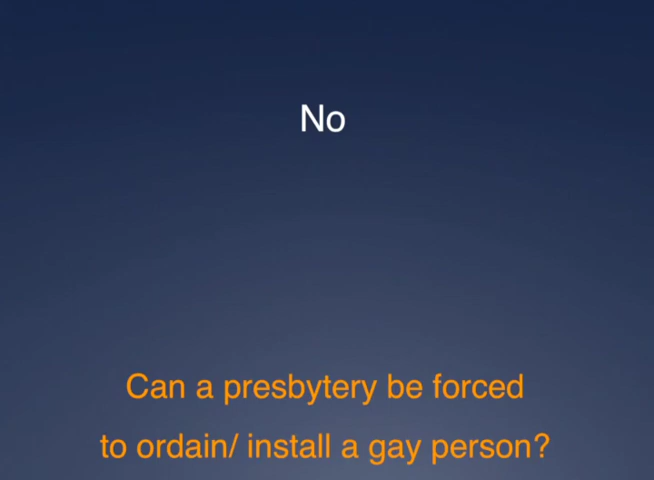 No
Can a presbytery be forced
to ordain/ install a gay person?